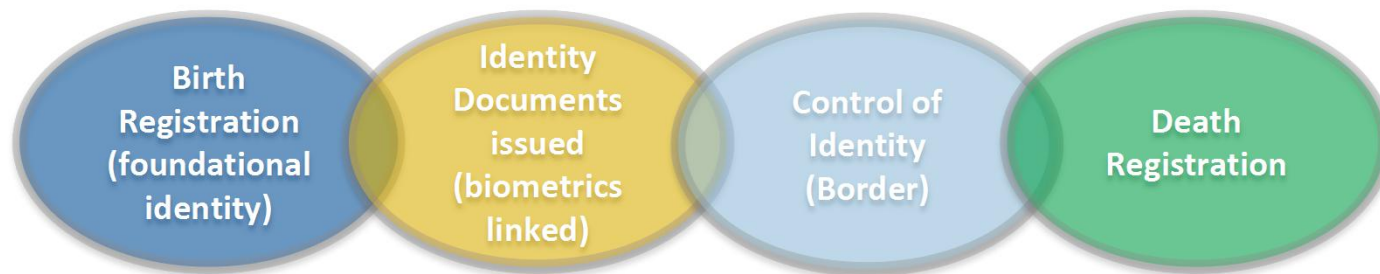 Birth
Registration
(foundational
identity)
Identity
Documents
issued
(biometrics
linked)
Control of
Identity
(Border)
Death
Registration